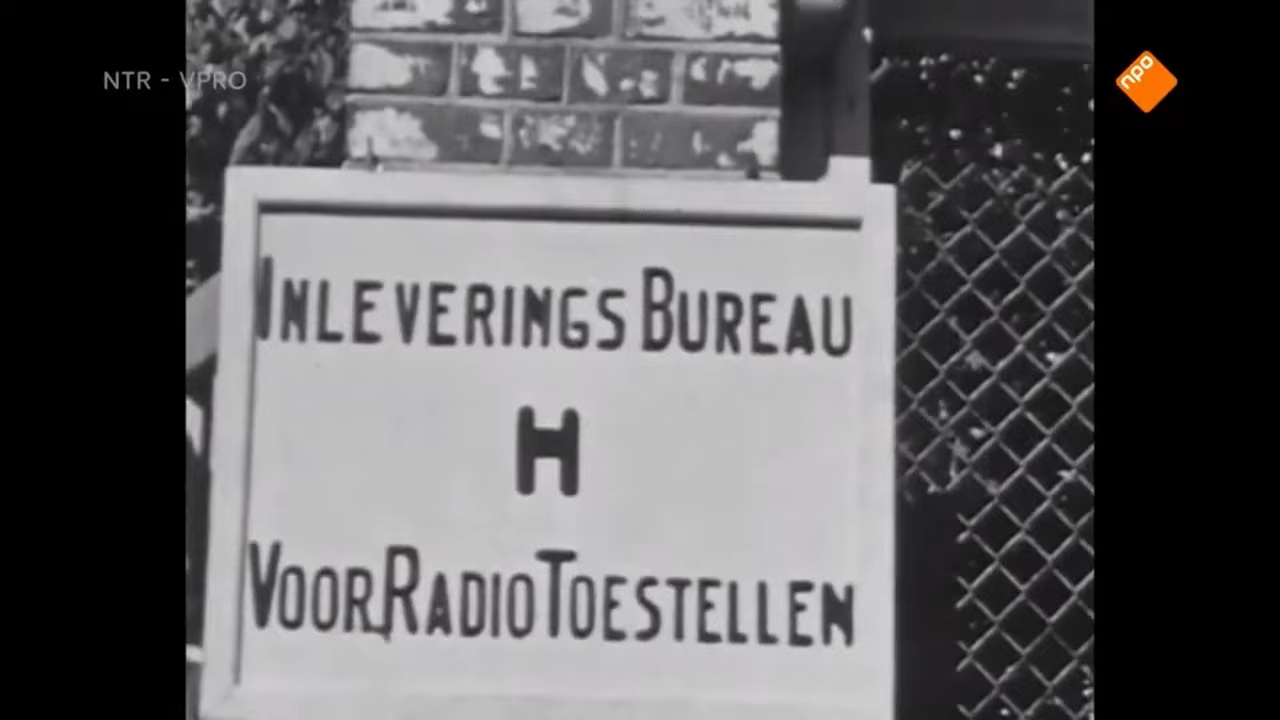 NTR - VPRO
npo
INLEVERINGS BUREAU
H
VOOR RADIO TOESTELLEN